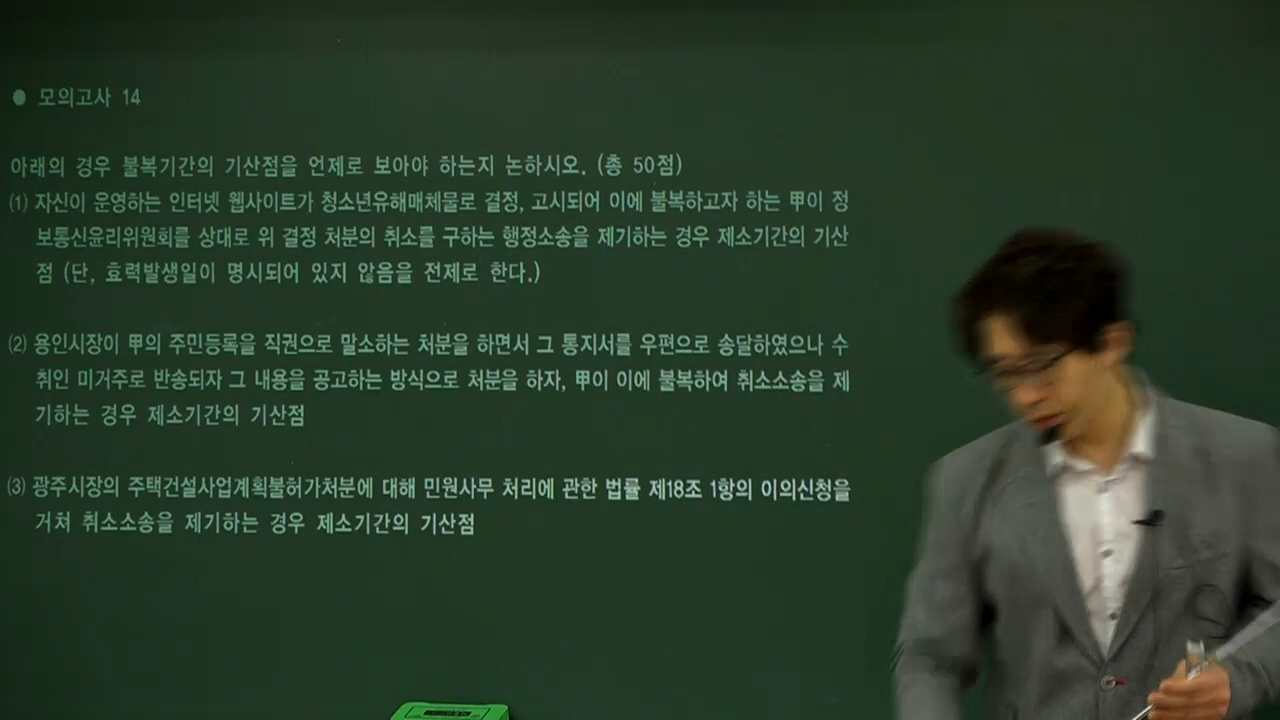 ● 모의고사 14
아래의 경우 불복기간의 기산점을 언제로 보아야 하는지 논하시오. (총 50점)
(1) 자신이 운영하는 인터넷 웹사이트가 청소년유해매체물로 결정, 고시되어 이에 불복하고자 하는 甲이 정
보통신윤리위원회를 상대로 위 결정 처분의 취소를 구하는 행정소송을 제기하는 경우 제소기간의 기산
점 (단, 효력발생일이 명시되어 있지 않음을 전제로 한다.)
(2) 용인시장이 甲의 주민등록을 직권으로 말소하는 처분을 하면서 그 통지서를 우편으로 송달하였으나 수
취인 미거주로 반송되자 그 내용을 공고하는 방식으로 처분을 하자, 甲이 이에 불복하여 취소소송을 제
기하는 경우 제소기간의 기산점
(3) 광주시장의 주택건설사업계획불허가처분에 대해 민원사무 처리에 관한 법률 제18조 1항의 이의신청을
거쳐 취소소송을 제기하는 경우 제소기간의 기산점